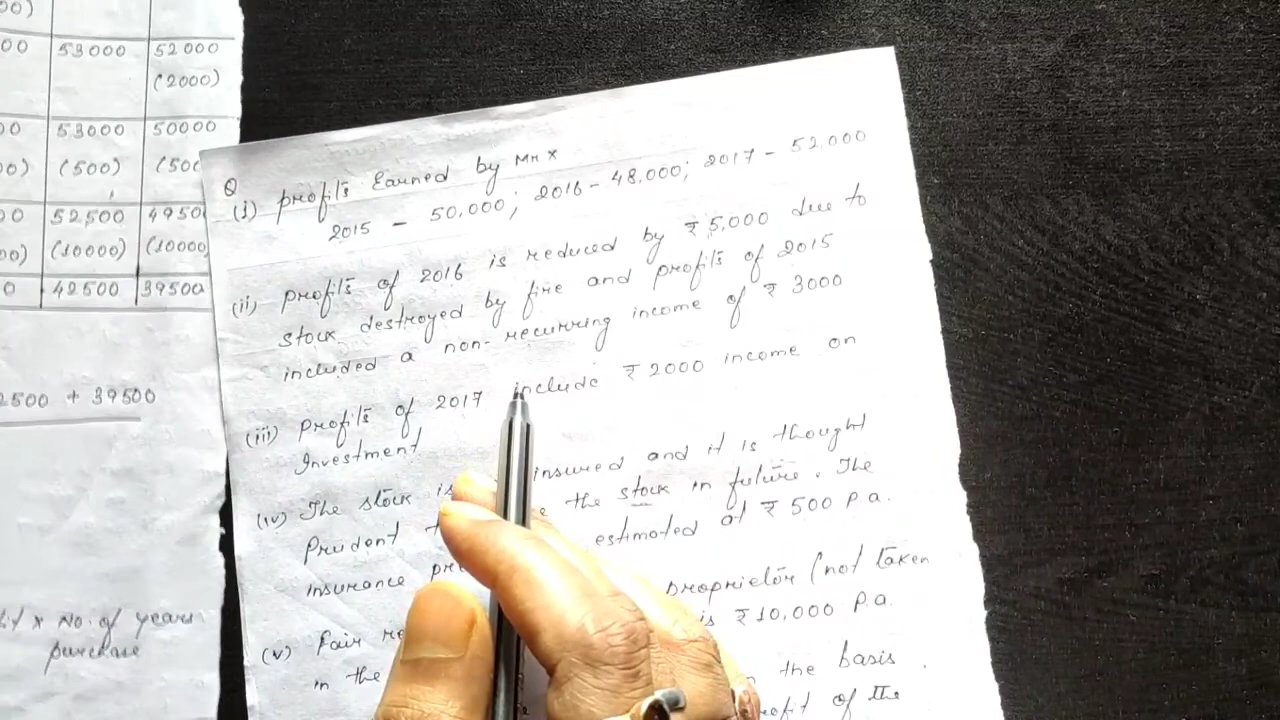 00)
00 53000 52000
(2000)
00 53000 50000
00) (500) (500
00 52,500 4950
00) (10000) (10000
0 42500 39500
2500 + 39500
x No. of years
purchase
Q
(i) Profits Earned by Mr X
2015 - 50,000; 2016 - 48,000; 2017 - 52,000
(ii) Profits of 2016 is reduced by ₹ 5,000 due to
stock destroyed by fire and profits of 2015
included a non-recurring income of ₹ 3000
(iii) Profits of 2017 include ₹ 2000 income on
Investment
(iv) The stock is insured and it is thought
Prudent the stock in future. The
insurance estimated at ₹ 500 P.a.
(v) Fair proprietor (not taken
in the is ₹ 10,000 P.a.
the basis
of the